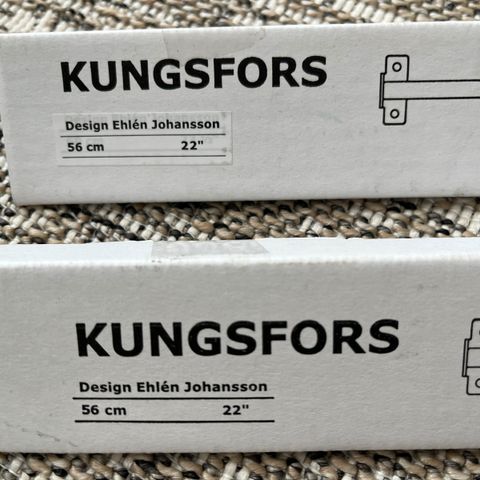 KUNGSFORS
Design Ehlén Johansson
56 cm 22"
KUNGSFORS
Design Ehlén Johansson
56 cm 22"